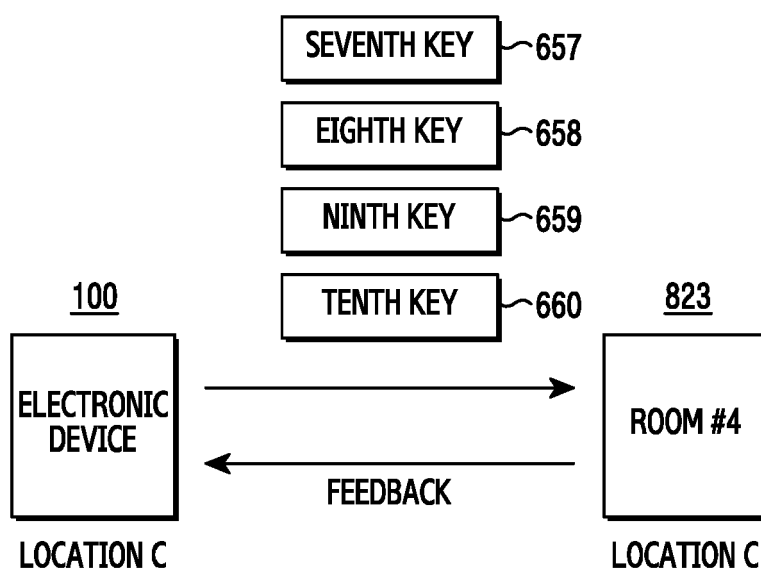 SEVENTH KEY 657
EIGHTH KEY 658
NINTH KEY 659
TENTH KEY 660
100
823
ELECTRONIC
DEVICE
ROOM #4
FEEDBACK
LOCATION C
LOCATION C